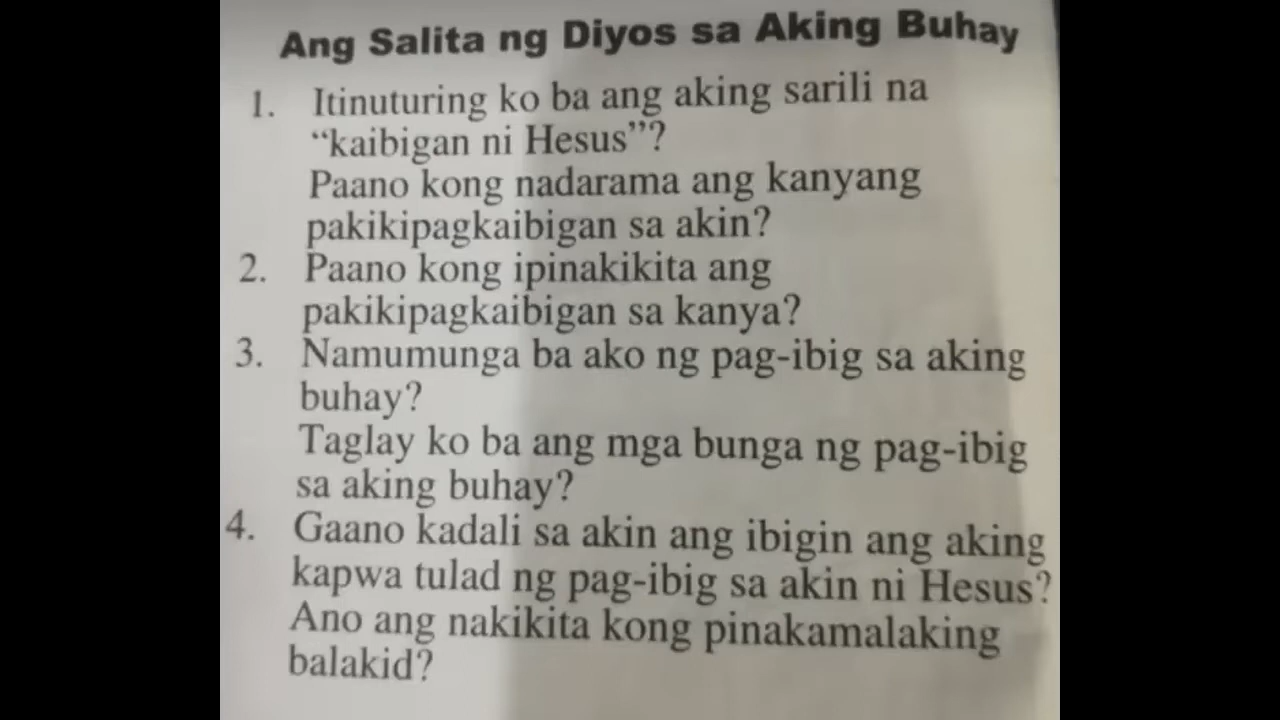 Ang Salita ng Diyos sa Aking Buhay
1. Itinuturing ko ba ang aking sarili na
“kaibigan ni Hesus”?
Paano kong nadarama ang kanyang
pakikipagkaibigan sa akin?
2. Paano kong ipinakikita ang
pakikipagkaibigan sa kanya?
3. Namumunga ba ako ng pag-ibig sa aking
buhay?
Taglay ko ba ang mga bunga ng pag-ibig
sa aking buhay?
4. Gaano kadali sa akin ang ibigin ang aking
kapwa tulad ng pag-ibig sa akin ni Hesus?
Ano ang nakikita kong pinakamalaking
balakid?